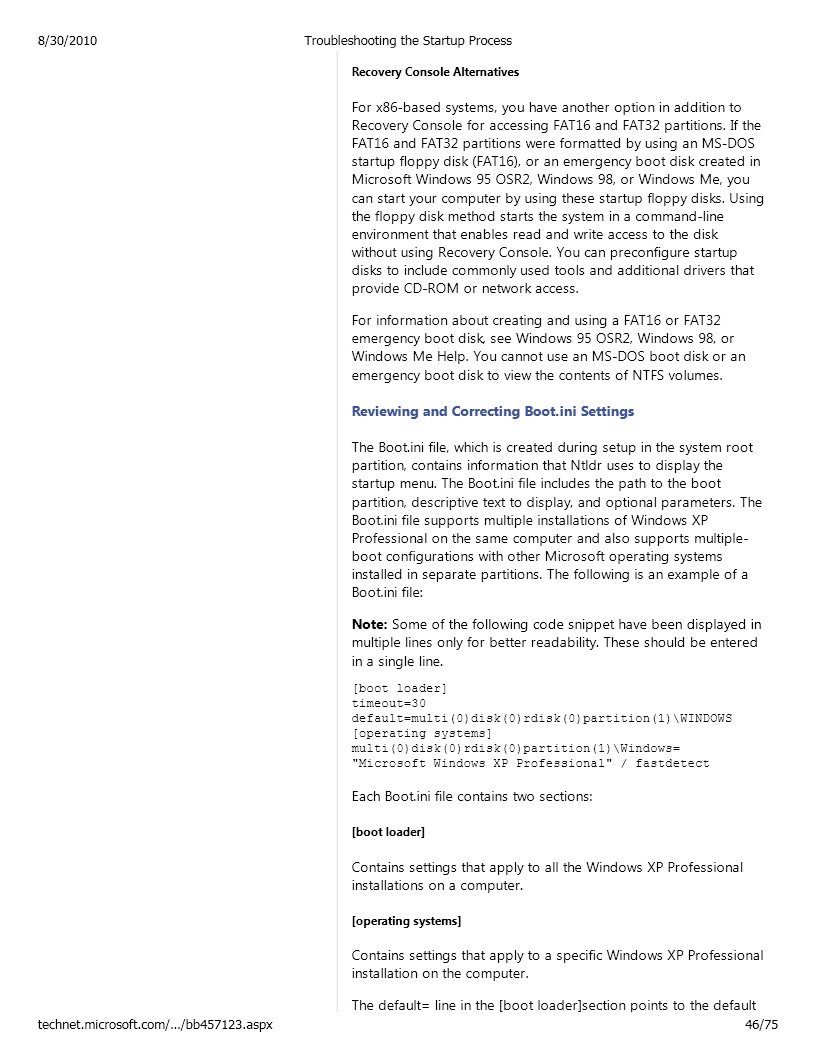 8/30/2010
Troubleshooting the Startup Process
Recovery Console Alternatives
For x86-based systems, you have another option in addition to
Recovery Console for accessing FAT16 and FAT32 partitions. If the
FAT16 and FAT32 partitions were formatted by using an MS-DOS
startup floppy disk (FAT16), or an emergency boot disk created in
Microsoft Windows 95 OSR2, Windows 98, or Windows Me, you
can start your computer by using these startup floppy disks. Using
the floppy disk method starts the system in a command-line
environment that enables read and write access to the disk
without using Recovery Console. You can preconfigure startup
disks to include commonly used tools and additional drivers that
provide CD-ROM or network access.
For information about creating and using a FAT16 or FAT32
emergency boot disk, see Windows 95 OSR2, Windows 98, or
Windows Me Help. You cannot use an MS-DOS boot disk or an
emergency boot disk to view the contents of NTFS volumes.
Reviewing and Correcting Boot.ini Settings
The Boot.ini file, which is created during setup in the system root
partition, contains information that Ntldr uses to display the
startup menu. The Boot.ini file includes the path to the boot
partition, descriptive text to display, and optional parameters. The
Boot.ini file supports multiple installations of Windows XP
Professional on the same computer and also supports multiple-
boot configurations with other Microsoft operating systems
installed in separate partitions. The following is an example of a
Boot.ini file:
Note: Some of the following code snippet have been displayed in
multiple lines only for better readability. These should be entered
in a single line.
[boot loader]
timeout=30
default=multi(0)disk(0)rdisk(0)partition(1)\WINDOWS
[operating systems]
multi(0)disk(0)rdisk(0)partition(1)\Windows=
"Microsoft Windows XP Professional" / fastdetect
Each Boot.ini file contains two sections:
[boot loader]
Contains settings that apply to all the Windows XP Professional
installations on a computer.
[operating systems]
Contains settings that apply to a specific Windows XP Professional
installation on the computer.
The default= line in the [boot loader]section points to the default
technet.microsoft.com/.../bb457123.aspx
46/75